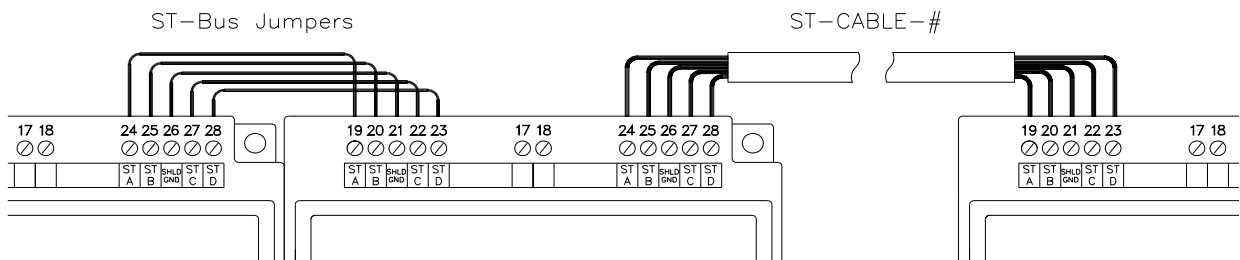 ST-Bus Jumpers
ST-CABLE-#
17 18 24 25 26 27 28 19 20 21 22 23 17 18 24 25 26 27 28 19 20 21 22 23 17 18
ST A ST B SHLD GND ST C ST D
ST A ST B SHLD GND ST C ST D
ST A ST B SHLD GND ST C ST D
ST A ST B SHLD GND ST C ST D